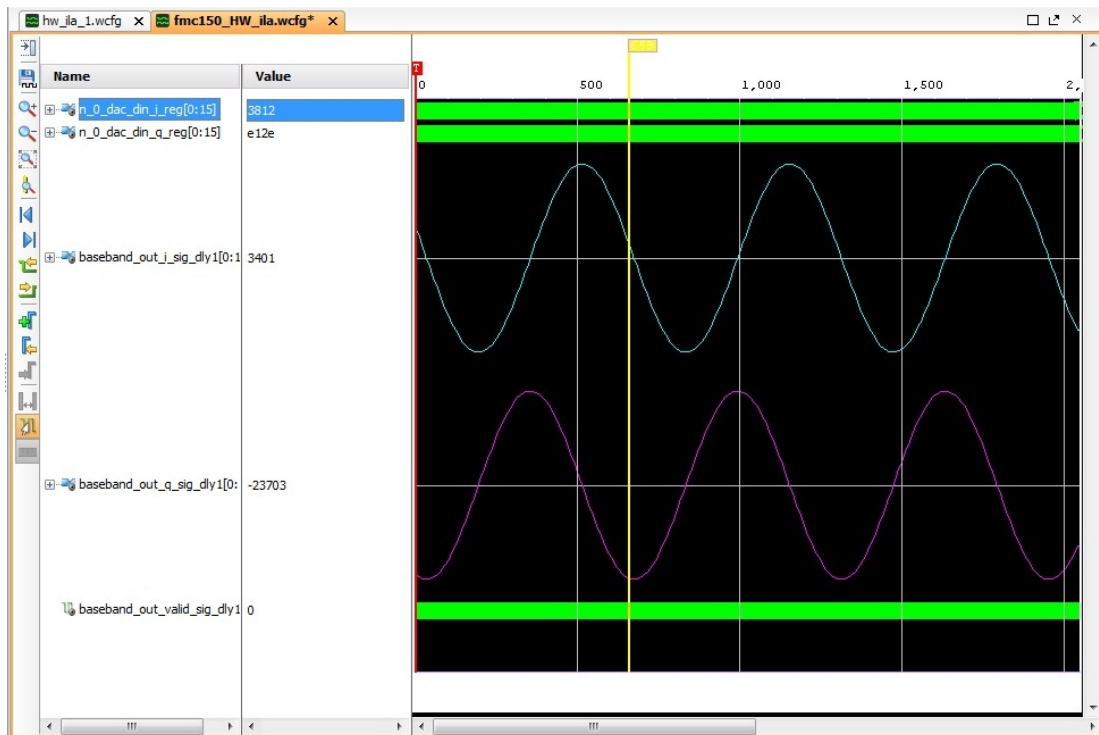 hw_ila_1.wcfg x fmc150_HW_ila.wcfg* x
Name Value
0 500 1,000 1,500 2,
n_0_dac_din_i_reg[0:15] 3812
n_0_dac_din_q_reg[0:15] e12e
baseband_out_i_sig_dly1[0:1 3401
baseband_out_q_sig_dly1[0: -23703
baseband_out_valid_sig_dly1 0